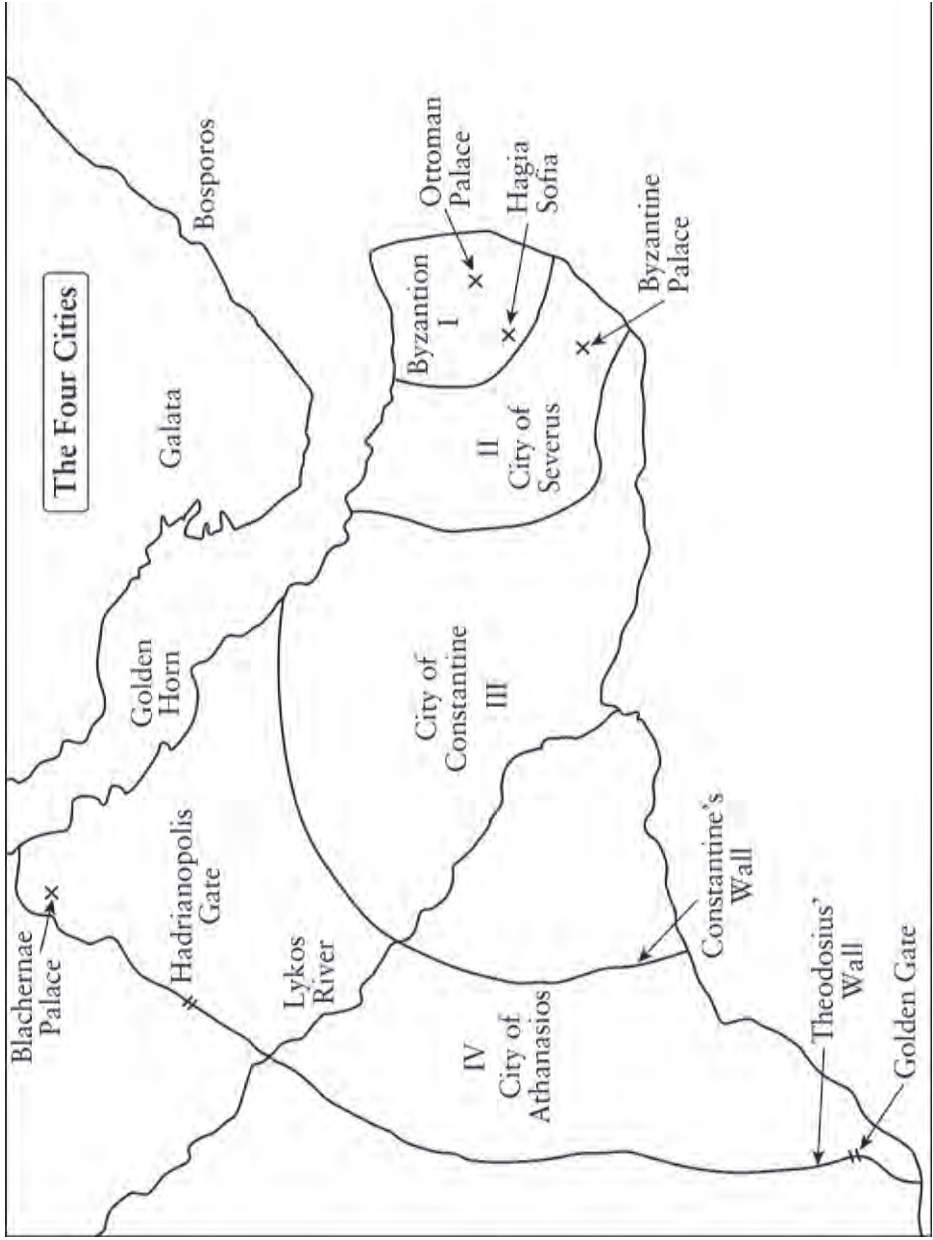 The Four Cities
Blachernae
Palace
Hadrianopolis
Gate
Golden
Horn
Galata
Bosporos
Lykos
River
Byzantion
I
Ottoman
Palace
Hagia
Sofia
Byzantine
Palace
II
City of
Severus
City of
Constantine
III
IV
City of
Athanasios
Constantine's
Wall
Theodosius'
Wall
Golden Gate